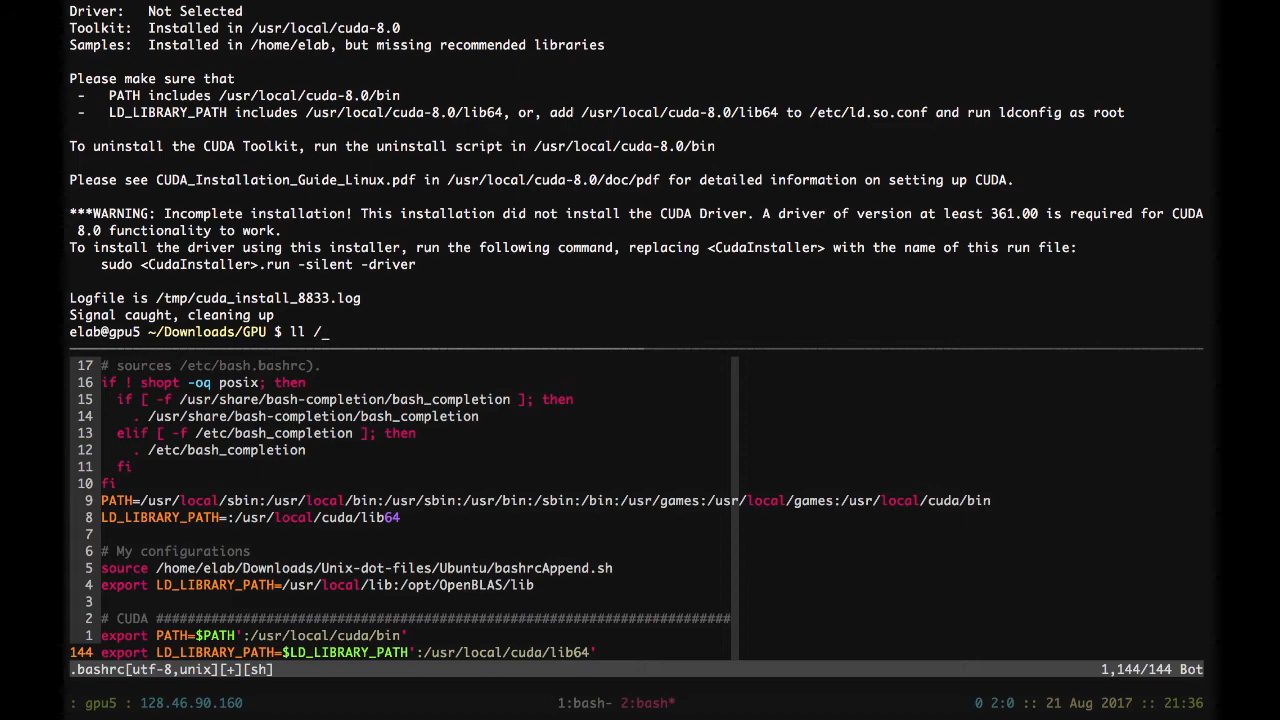 Driver:   Not Selected
Toolkit:  Installed in /usr/local/cuda-8.0
Samples:  Installed in /home/elab, but missing recommended libraries

Please make sure that
 -   PATH includes /usr/local/cuda-8.0/bin
 -   LD_LIBRARY_PATH includes /usr/local/cuda-8.0/lib64, or, add /usr/local/cuda-8.0/lib64 to /etc/ld.so.conf and run ldconfig as root

To uninstall the CUDA Toolkit, run the uninstall script in /usr/local/cuda-8.0/bin

Please see CUDA_Installation_Guide_Linux.pdf in /usr/local/cuda-8.0/doc/pdf for detailed information on setting up CUDA.

***WARNING: Incomplete installation! This installation did not install the CUDA Driver. A driver of version at least 361.00 is required for CUDA
 8.0 functionality to work.
To install the driver using this installer, run the following command, replacing <CudaInstaller> with the name of this run file:
    sudo <CudaInstaller>.run -silent -driver

Logfile is /tmp/cuda_install_8833.log
Signal caught, cleaning up
elab@gpu5 ~/Downloads/GPU $ ll /_
 17 # sources /etc/bash.bashrc).
 16 if ! shopt -oq posix; then
 15   if [ -f /usr/share/bash-completion/bash_completion ]; then
 14     . /usr/share/bash-completion/bash_completion
 13   elif [ -f /etc/bash_completion ]; then
 12     . /etc/bash_completion
 11   fi
 10 fi
  9 PATH=/usr/local/sbin:/usr/local/bin:/usr/sbin:/usr/bin:/sbin:/bin:/usr/games:/usr/local/games:/usr/local/cuda/bin
  8 LD_LIBRARY_PATH=:/usr/local/cuda/lib64
  7
  6 # My configurations
  5 source /home/elab/Downloads/Unix-dot-files/Ubuntu/bashrcAppend.sh
  4 export LD_LIBRARY_PATH=/usr/local/lib:/opt/OpenBLAS/lib
  3
  2 # CUDA #########################################################################
  1 export PATH=$PATH':/usr/local/cuda/bin'
144 export LD_LIBRARY_PATH=$LD_LIBRARY_PATH':/usr/local/cuda/lib64'
.bashrc[utf-8,unix][+][sh] 1,144/144 Bot
: gpu5 : 128.46.90.160 1:bash- 2:bash* 0 2:0 :: 21 Aug 2017 :: 21:36